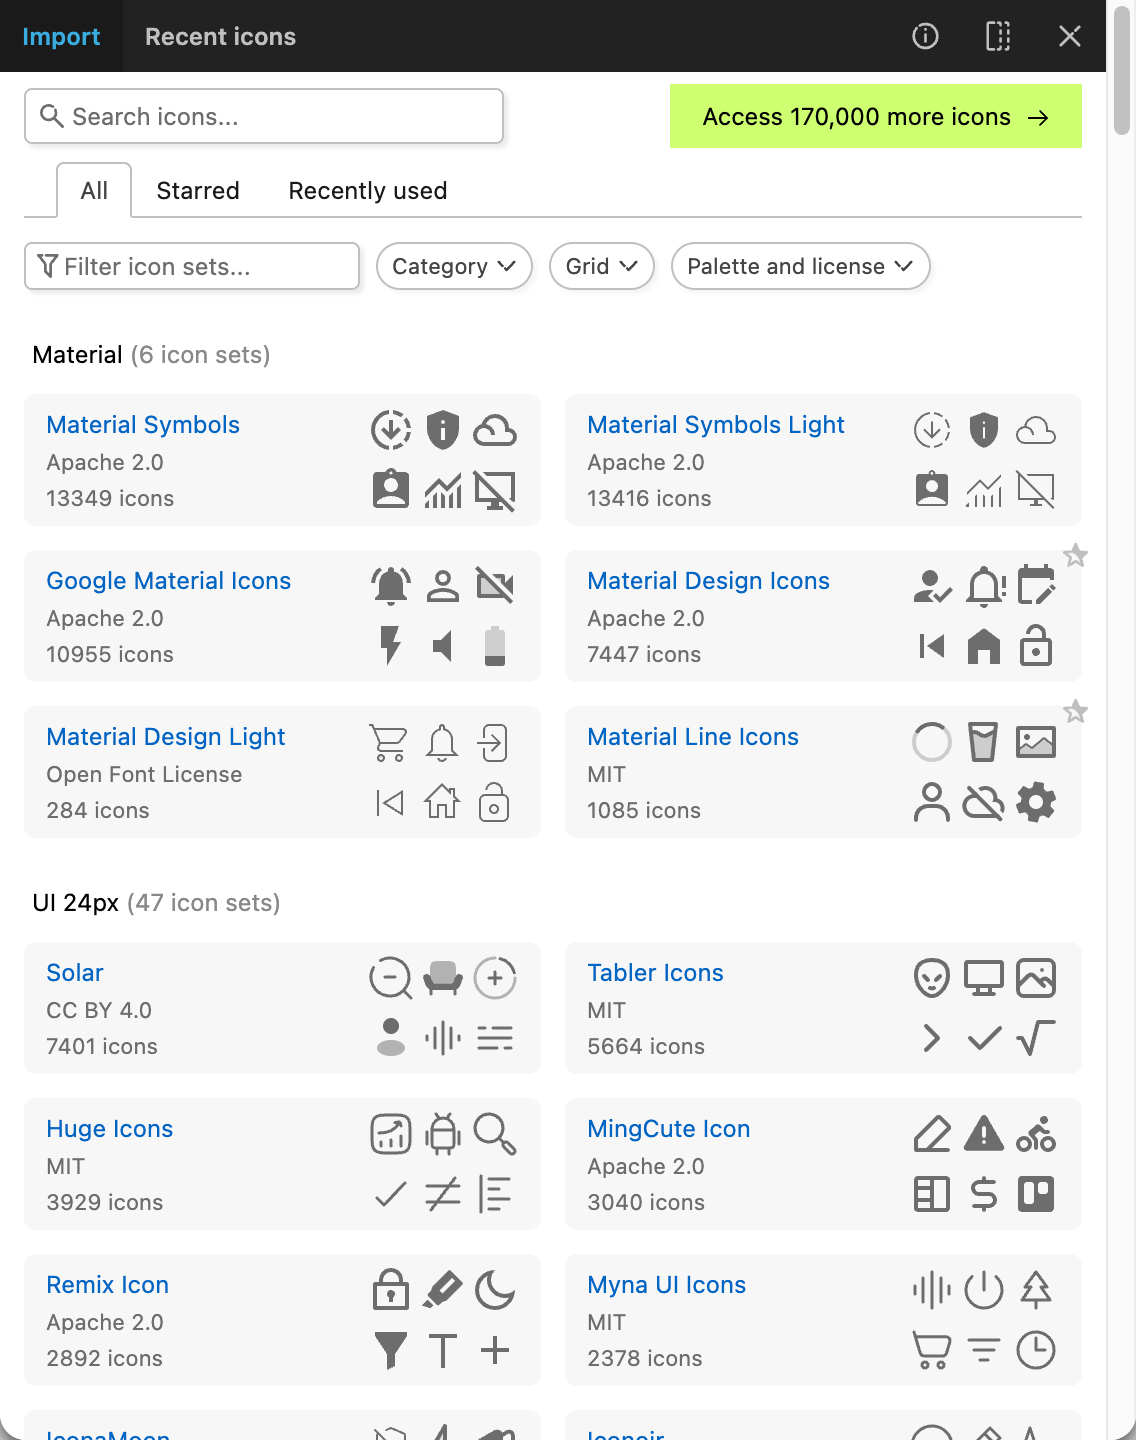 Import Recent icons
Search icons...
Access 170,000 more icons →
All Starred Recently used
Filter icon sets... Category Grid Palette and license
Material (6 icon sets)
Material Symbols
Apache 2.0
13349 icons
Material Symbols Light
Apache 2.0
13416 icons
Google Material Icons
Apache 2.0
10955 icons
Material Design Icons
Apache 2.0
7447 icons
Material Design Light
Open Font License
284 icons
Material Line Icons
MIT
1085 icons
UI 24px (47 icon sets)
Solar
CC BY 4.0
7401 icons
Tabler Icons
MIT
5664 icons
Huge Icons
MIT
3929 icons
MingCute Icon
Apache 2.0
3040 icons
Remix Icon
Apache 2.0
2892 icons
Myna UI Icons
MIT
2378 icons
IconaMoon
Iconoir